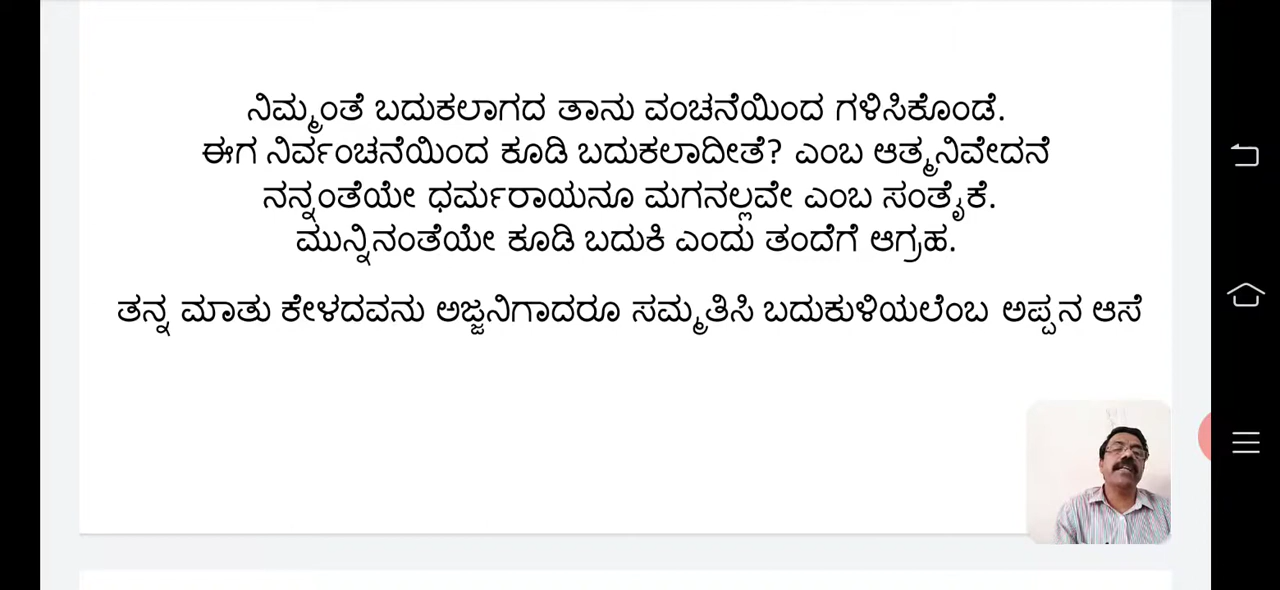 ನಿಮ್ಮಂತೆ ಬದುಕಲಾಗದ ತಾನು ವಂಚನೆಯಿಂದ ಗಳಿಸಿಕೊಂಡೆ.
ಈಗ ನಿರ್ವಂಚನೆಯಿಂದ ಕೂಡಿ ಬದುಕಲಾದೀತೆ? ಎಂಬ ಆತ್ಮನಿವೇದನೆ
ನನ್ನಂತೆಯೇ ಧರ್ಮರಾಯನೂ ಮಗನಲ್ಲವೇ ಎಂಬ ಸಂತೈಕೆ.
ಮುನ್ನಿನಂತೆಯೇ ಕೂಡಿ ಬದುಕಿ ಎಂದು ತಂದೆಗೆ ಆಗ್ರಹ.
ತನ್ನ ಮಾತು ಕೇಳದವನು ಅಜ್ಜನಿಗಾದರೂ ಸಮ್ಮತಿಸಿ ಬದುಕುಳಿಯಲೆಂಬ ಅಪ್ಪನ ಆಸೆ